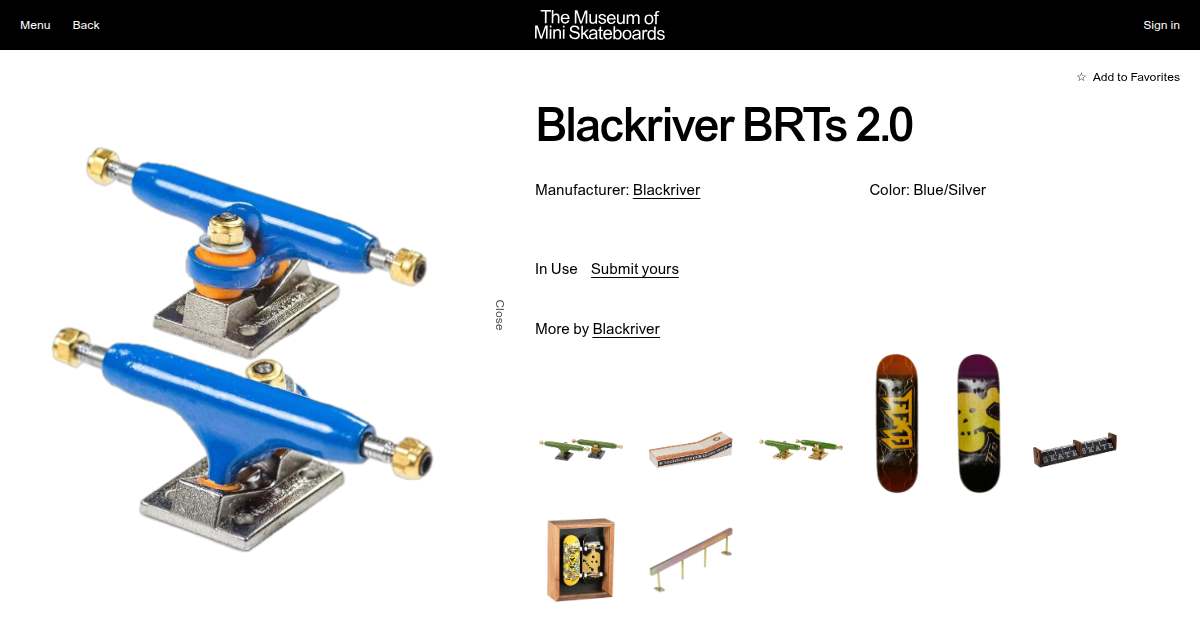 Menu
Back
The Museum of
Mini Skateboards
Sign in
☆ Add to Favorites
Blackriver BRTs 2.0
Manufacturer: Blackriver
Color: Blue/Silver
In Use
Submit yours
Close
More by Blackriver